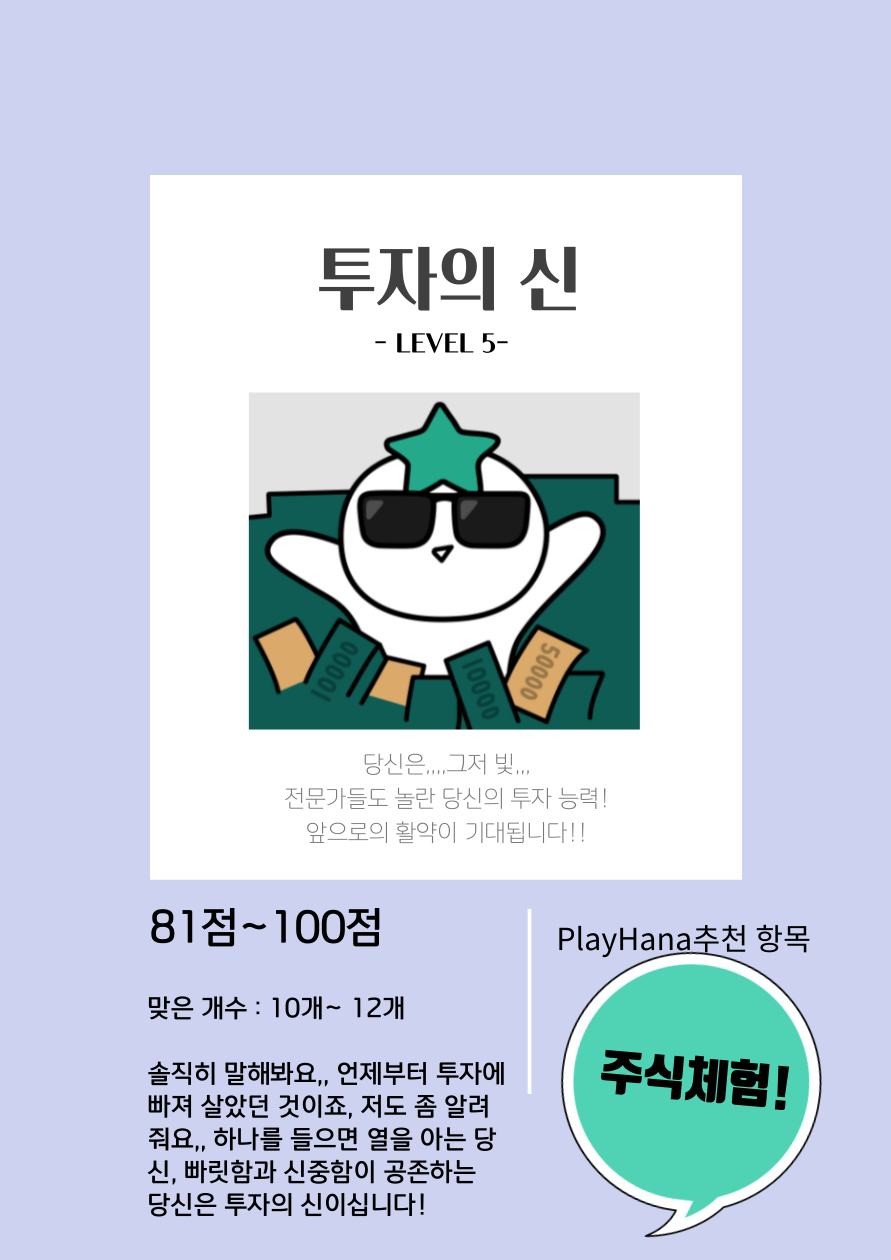 투자의 신
- LEVEL 5-
10000
10000
50000
당신은,,,,그저 빛,,,
전문가들도 놀란 당신의 투자 능력!
앞으로의 활약이 기대됩니다!!
81점~100점
맞은 개수 : 10개~ 12개
솔직히 말해봐요,, 언제부터 투자에
빠져 살았던 것이죠, 저도 좀 알려
줘요,, 하나를 들으면 열을 아는 당
신, 빠릿함과 신중함이 공존하는
당신은 투자의 신이십니다!
PlayHana추천 항목
주식체험!